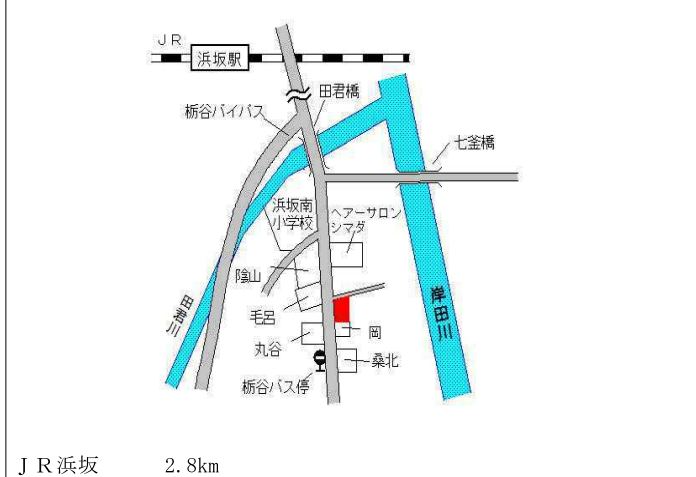 JR
浜坂駅
田君橋
栃谷バイパス
七釜橋
浜坂南
小学校
ヘアーサロン
シマダ
陰山
田君川
毛呂
岸田川
岡
丸谷
桑北
栃谷バス停
JR浜坂 2.8km